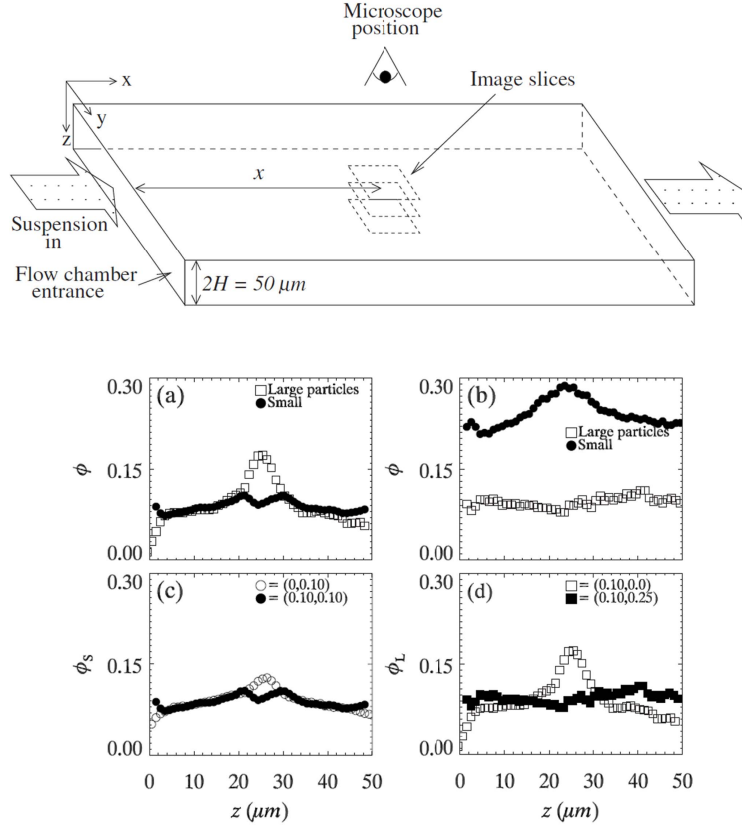 Microscope
position
Image slices
x
y
z
x
Suspension
in
Flow chamber
entrance
2H = 50 μm
0.30
(a)
Large particles
Small
ϕ
0.15
0.00
(b)
0.30
Large particles
Small
ϕ
0.15
0.00
0.30
(c)
= (0,0.10)
= (0.10,0.10)
ϕS
0.15
0.00
0 10 20 30 40 50
z (μm)
0.30
(d)
= (0.10,0.0)
= (0.10,0.25)
ϕL
0.15
0.00
0 10 20 30 40 50
z (μm)